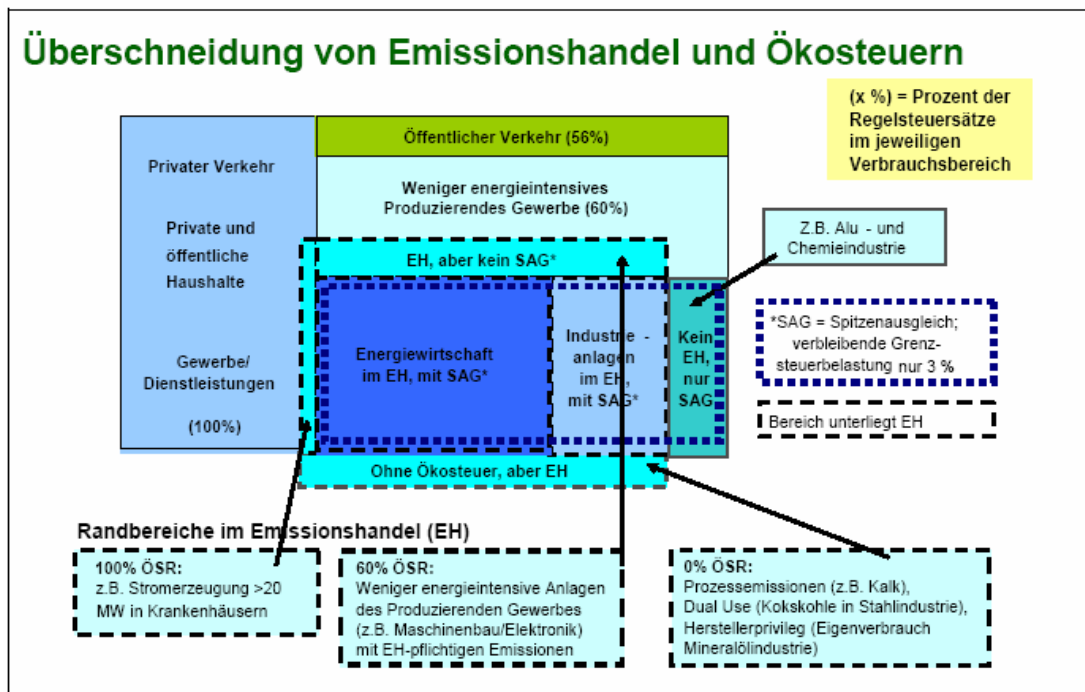 Überschneidung von Emissionshandel und Ökosteuern
(x %) = Prozent der
Regelsteuersätze
im jeweiligen
Verbrauchsbereich
Öffentlicher Verkehr (56%)
Privater Verkehr
Weniger energieintensives
Produzierendes Gewerbe (60%)
Private und
öffentliche
Haushalte
Z.B. Alu - und
Chemieindustrie
EH, aber kein SAG*
Gewerbe/
Dienstleistungen
(100%)
Energiewirtschaft
im EH, mit SAG*
Industrie -
anlagen
im EH,
mit SAG*
Kein
EH,
nur
SAG
*SAG = Spitzenausgleich;
verbleibende Grenz-
steuerbelastung nur 3 %
Bereich unterliegt EH
Ohne Ökosteuer, aber EH
Randbereiche im Emissionshandel (EH)
100% ÖSR:
z.B. Stromerzeugung >20
MW in Krankenhäusern
60% ÖSR:
Weniger energieintensive Anlagen
des Produzierenden Gewerbes
(z.B. Maschinenbau/Elektronik)
mit EH-pflichtigen Emissionen
0% ÖSR:
Prozessemissionen (z.B. Kalk),
Dual Use (Kokskohle in Stahlindustrie),
Herstellerprivileg (Eigenverbrauch
Mineralölindustrie)